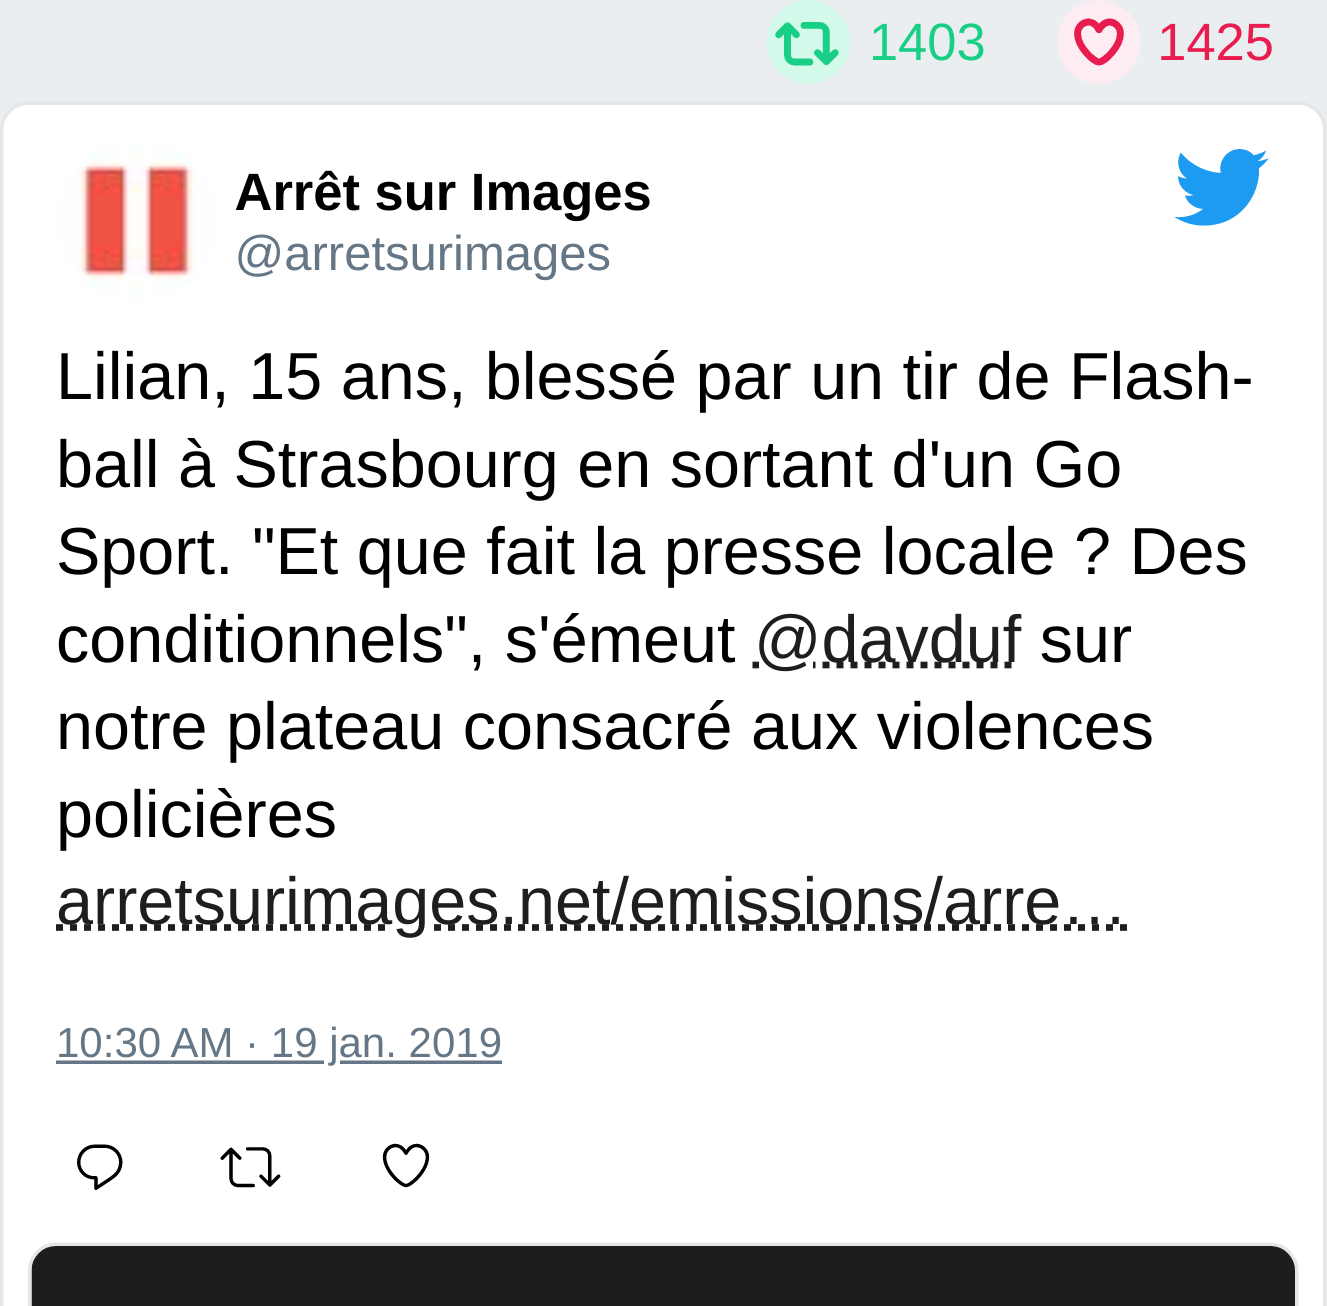 1403 1425
Arrêt sur Images
@arretsurimages
Lilian, 15 ans, blessé par un tir de Flash-
ball à Strasbourg en sortant d'un Go
Sport. "Et que fait la presse locale ? Des
conditionnels", s'émeut @davduf sur
notre plateau consacré aux violences
policières
arretsurimages.net/emissions/arre…
10:30 AM · 19 jan. 2019